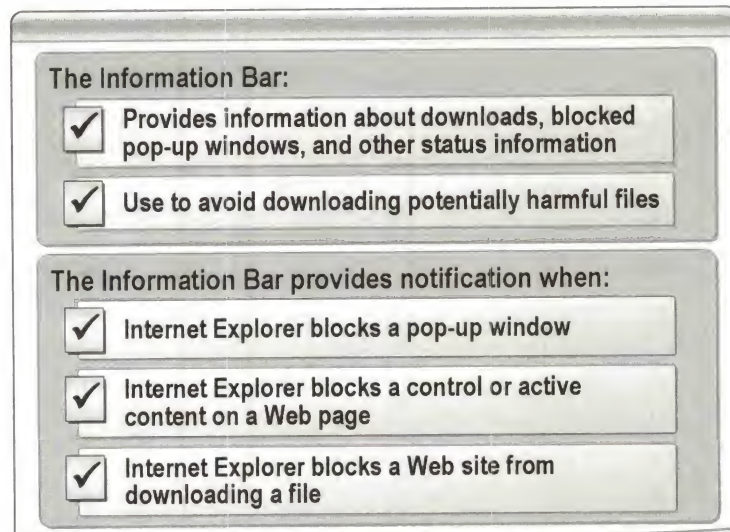 The Information Bar:
Provides information about downloads, blocked
pop-up windows, and other status information
Use to avoid downloading potentially harmful files
The Information Bar provides notification when:
Internet Explorer blocks a pop-up window
Internet Explorer blocks a control or active
content on a Web page
Internet Explorer blocks a Web site from
downloading a file